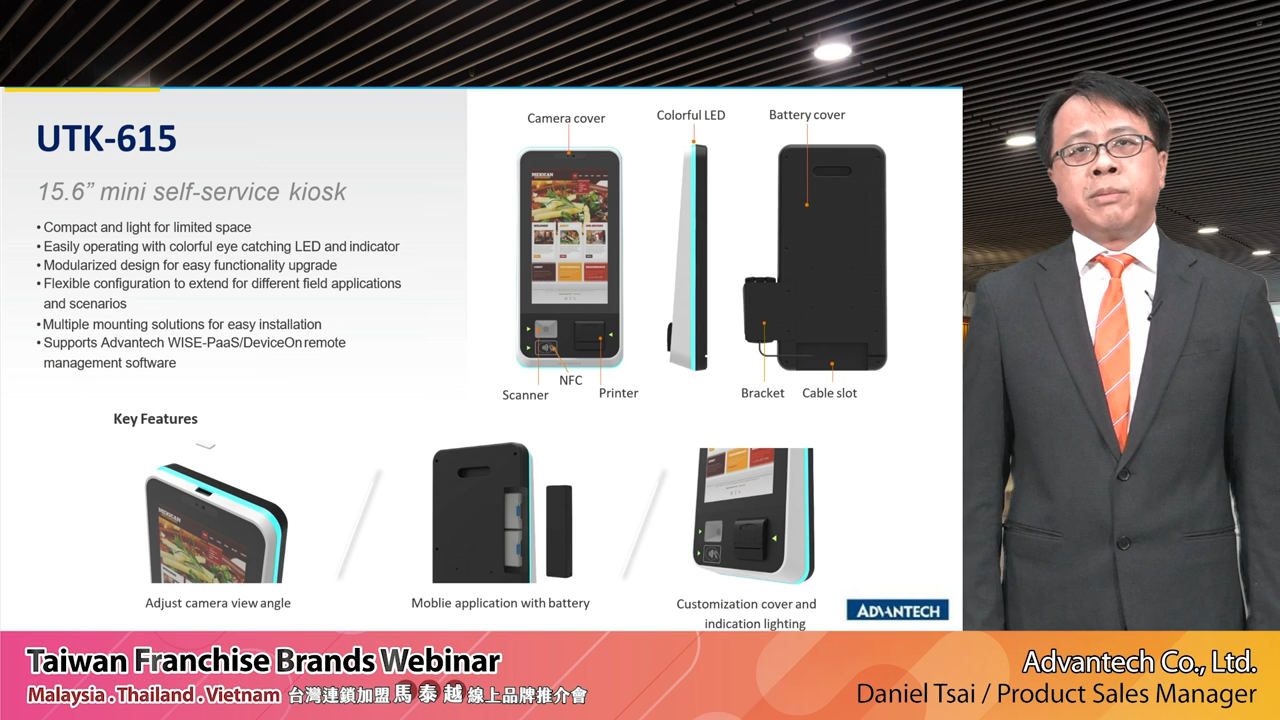 UTK-615
15.6” mini self-service kiosk
• Compact and light for limited space
• Easily operating with colorful eye catching LED and indicator
• Modularized design for easy functionality upgrade
• Flexible configuration to extend for different field applications
and scenarios
• Multiple mounting solutions for easy installation
• Supports Advantech WISE-PaaS/DeviceOn remote
management software
Camera cover
Colorful LED
Battery cover
MEXICAN
Scanner
NFC
Printer
Bracket
Cable slot
Key Features
MEXICAN
Adjust camera view angle
Moblie application with battery
Customization cover and
indication lighting
ADVANTECH
Taiwan Franchise Brands Webinar
Malaysia . Thailand . Vietnam 台灣連鎖加盟 馬 泰 越 線上品牌推介會
Advantech Co., Ltd.
Daniel Tsai / Product Sales Manager